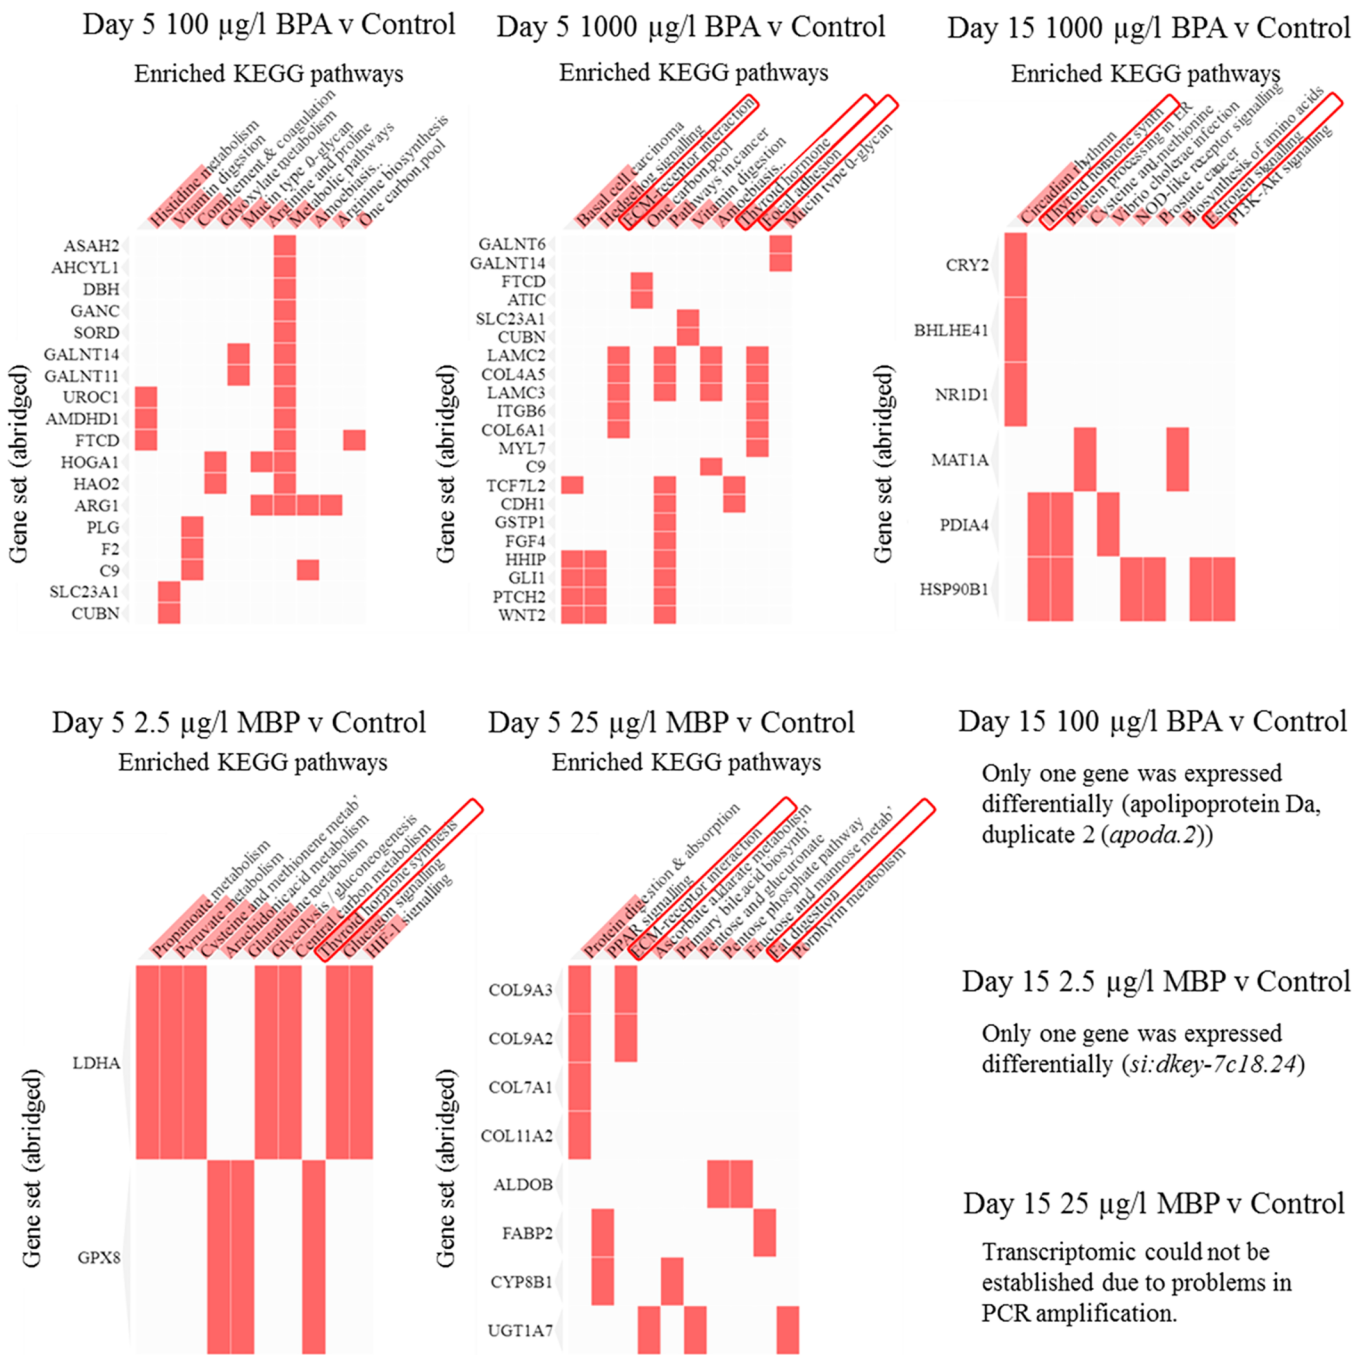 Day 5 100 µg/l BPA v Control
Enriched KEGG pathways
Histidine metabolism
Vitamin digestion
Complement & coagulation
Glyoxylate metabolism
Mucin type 0-glycan
Arginine and proline
Metabolic pathways
Amoebiasis..
Arginine biosynthesis
One carbon pool
Gene set (abridged)
ASAH2
AHCYL1
DBH
GANC
SORD
GALNT14
GALNT11
UROC1
AMDHD1
FTCD
HOGA1
HAO2
ARG1
PLG
F2
C9
SLC23A1
CUBN
Day 5 1000 µg/l BPA v Control
Enriched KEGG pathways
Basal cell carcinoma
Hedgehog signalling
ECM-receptor interaction
One carbon pool
Pathways in cancer
Vitamin digestion
Amoebiasis..
Thyroid hormone
Focal adhesion
Mucin type 0-glycan
Gene set (abridged)
GALNT6
GALNT14
FTCD
ATIC
SLC23A1
CUBN
LAMC2
COL4A5
LAMC3
ITGB6
COL6A1
MYL7
C9
TCF7L2
CDH1
GSTP1
FGF4
HHIP
GLI1
PTCH2
WNT2
Day 15 1000 µg/l BPA v Control
Enriched KEGG pathways
Circadian rhythm
Thyroid hormone synth
Protein processing in ER
Cysteine and methionine
Vibrio cholerae infection
NOD-like receptor signalling
Prostate cancer
Biosynthesis of amino acids
Estrogen signalling
PI3K-Akt signaling
Gene set (abridged)
CRY2
BHLHE41
NR1D1
MAT1A
PDIA4
HSP90B1
Day 5 2.5 µg/l MBP v Control
Enriched KEGG pathways
Propanoate metabolism
Pyruvate metabolism
Cysteine and methionene metab'
Arachidonic acid metabolism
Glutathione metabolism
Glycolysis / gluconeogenesis
Central carbon metabolism
Thyroid hormone synthesis
Glucagon signalling
HIF-1 signalling
Gene set (abridged)
LDHA
GPX8
Day 5 25 µg/l MBP v Control
Enriched KEGG pathways
Protein digestion & absorption
PPAR signalling
ECM-receptor interaction
Ascorbate aldarate metabolism
Primary bile acid biosynth'
Pentose and glucuronate
Pentose phosphate pathway
Fructose and mannose metab'
Fat digestion
Porphyrin metabolism
Gene set (abridged)
COL9A3
COL9A2
COL7A1
COL11A2
ALDOB
FABP2
CYP8B1
UGT1A7
Day 15 100 µg/l BPA v Control
Only one gene was expressed
differentially (apolipoprotein Da,
duplicate 2 (apoda.2))
Day 15 2.5 µg/l MBP v Control
Only one gene was expressed
differentially (si:dkey-7c18.24)
Day 15 25 µg/l MBP v Control
Transcriptomic could not be
established due to problems in
PCR amplification.